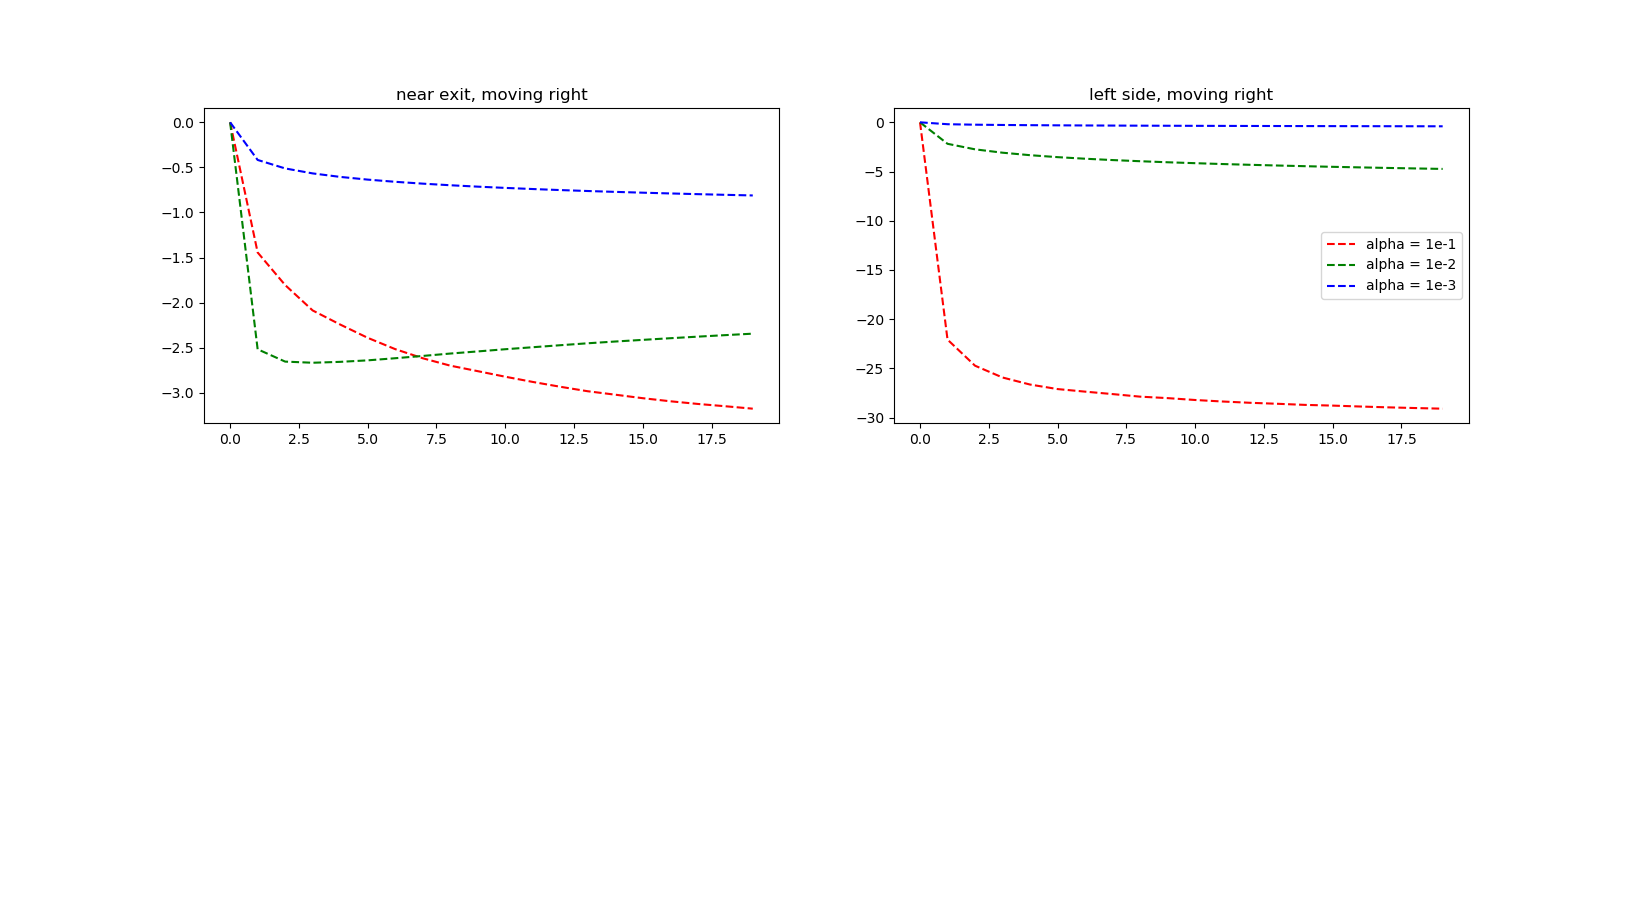 near exit, moving right
0.0
−0.5
−1.0
−1.5
−2.0
−2.5
−3.0
0.0 2.5 5.0 7.5 10.0 12.5 15.0 17.5
left side, moving right
0
−5
−10
−15
−20
−25
−30
0.0 2.5 5.0 7.5 10.0 12.5 15.0 17.5
alpha = 1e-1
alpha = 1e-2
alpha = 1e-3